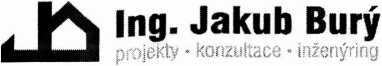 Ing. Jakub Burý
projekty • konzultace • inženýring